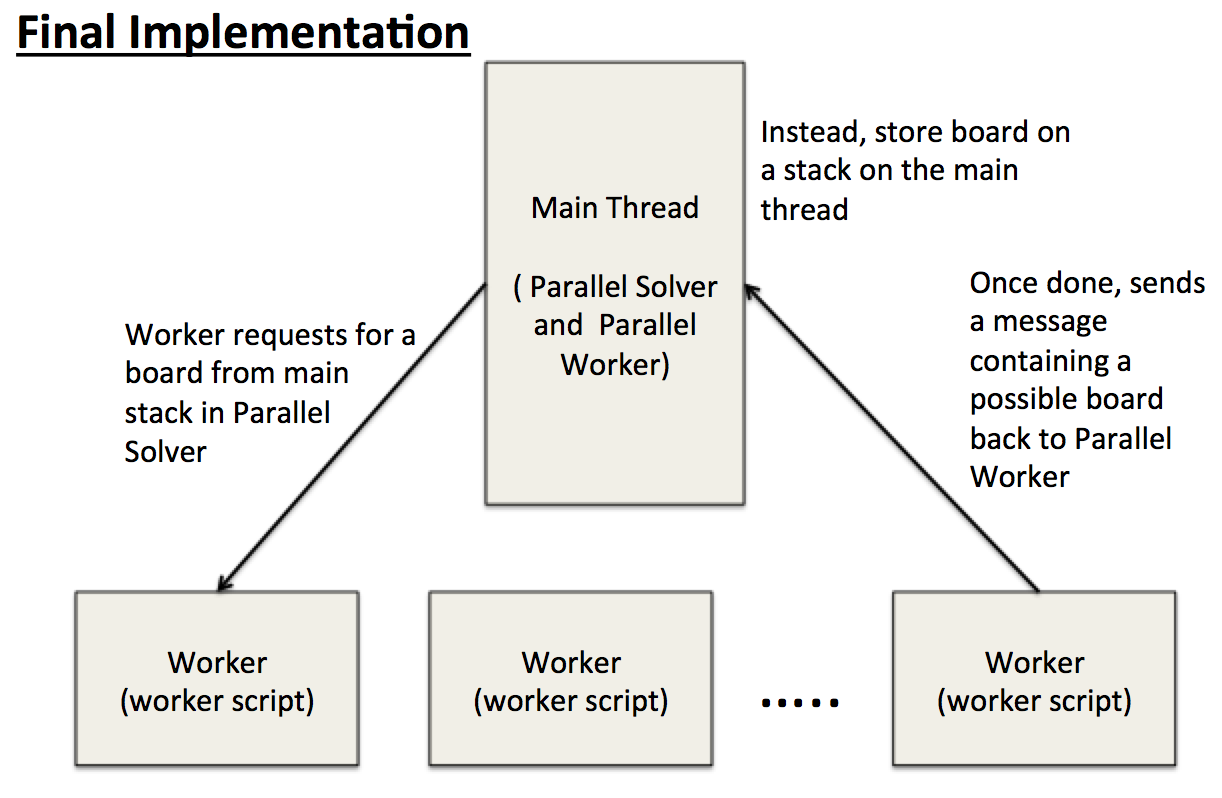 Final Implementation
Instead, store board on
a stack on the main
thread
Main Thread
( Parallel Solver
and Parallel
Worker)
Once done, sends
a message
containing a
possible board
back to Parallel
Worker
Worker requests for a
board from main
stack in Parallel
Solver
Worker
(worker script)
Worker
(worker script)
.....
Worker
(worker script)